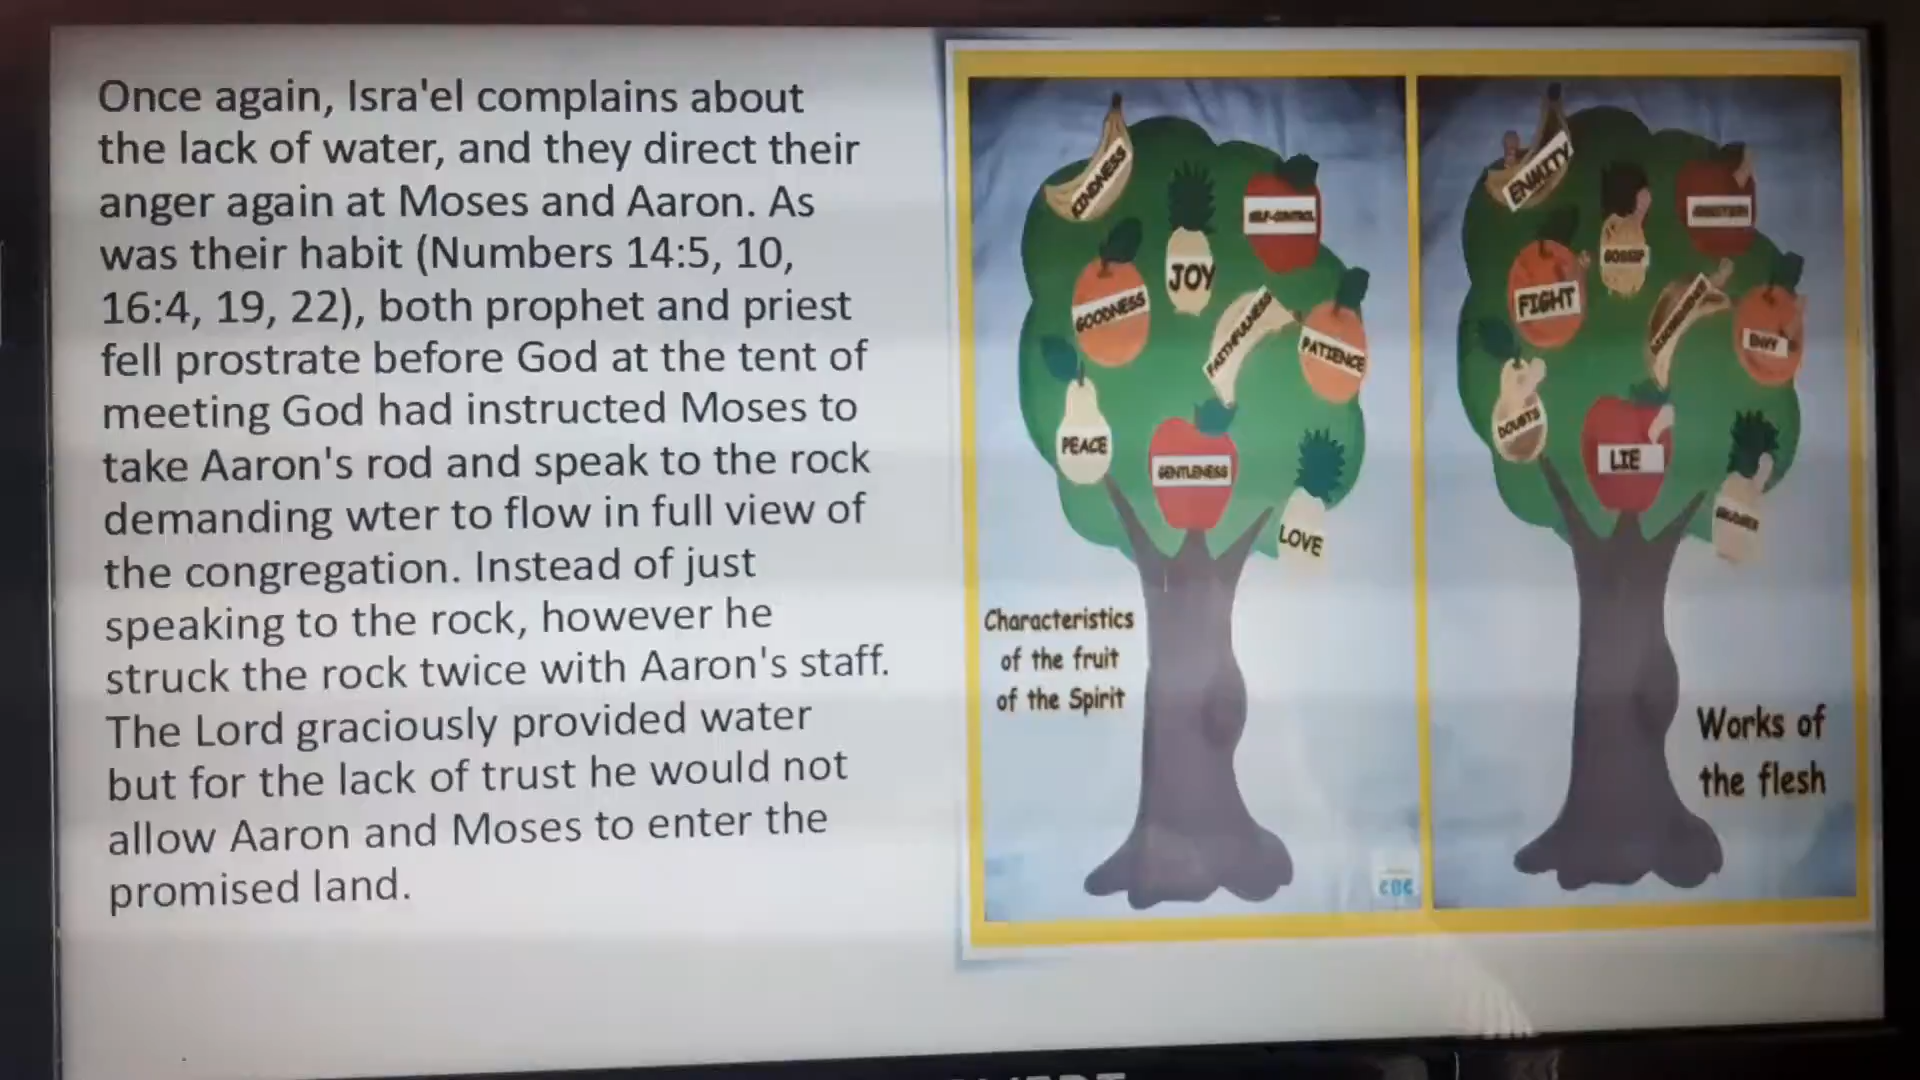 Once again, Isra'el complains about
the lack of water, and they direct their
anger again at Moses and Aaron. As
was their habit (Numbers 14:5, 10,
16:4, 19, 22), both prophet and priest
fell prostrate before God at the tent of
meeting God had instructed Moses to
take Aaron's rod and speak to the rock
demanding wter to flow in full view of
the congregation. Instead of just
speaking to the rock, however he
struck the rock twice with Aaron's staff.
The Lord graciously provided water
but for the lack of trust he would not
allow Aaron and Moses to enter the
promised land.
KINDNESS
JOY
SELF-CONTROL
GOODNESS
FAITHFULNESS
PATIENCE
PEACE
GENTLENESS
LOVE
Characteristics
of the fruit
of the Spirit
CBC
ENMITY
GOSSIP
FIGHT
ENVY
DOUBTS
LIE
Works of
the flesh